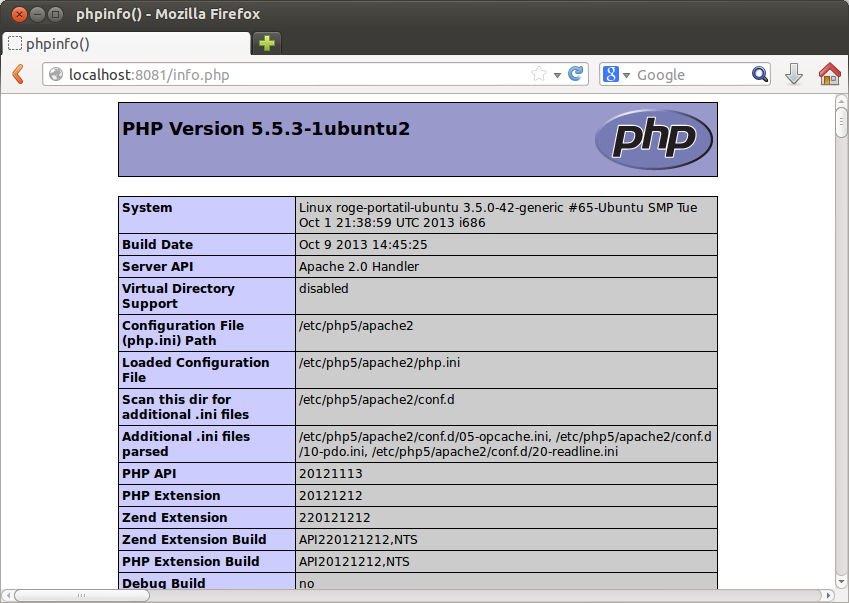 phpinfo() - Mozilla Firefox
phpinfo()
localhost:8081/info.php
8
Google
PHP Version 5.5.3-1ubuntu2
php
System
Linux roge-portatil-ubuntu 3.5.0-42-generic #65-Ubuntu SMP Tue
Oct 1 21:38:59 UTC 2013 i686
Build Date
Oct 9 2013 14:45:25
Server API
Apache 2.0 Handler
Virtual Directory
Support
disabled
Configuration File
(php.ini) Path
/etc/php5/apache2
Loaded Configuration
File
/etc/php5/apache2/php.ini
Scan this dir for
additional .ini files
/etc/php5/apache2/conf.d
Additional .ini files
parsed
/etc/php5/apache2/conf.d/05-opcache.ini, /etc/php5/apache2/conf.d
/10-pdo.ini, /etc/php5/apache2/conf.d/20-readline.ini
PHP API
20121113
PHP Extension
20121212
Zend Extension
220121212
Zend Extension Build
API220121212,NTS
PHP Extension Build
API20121212,NTS
Debug Build
no